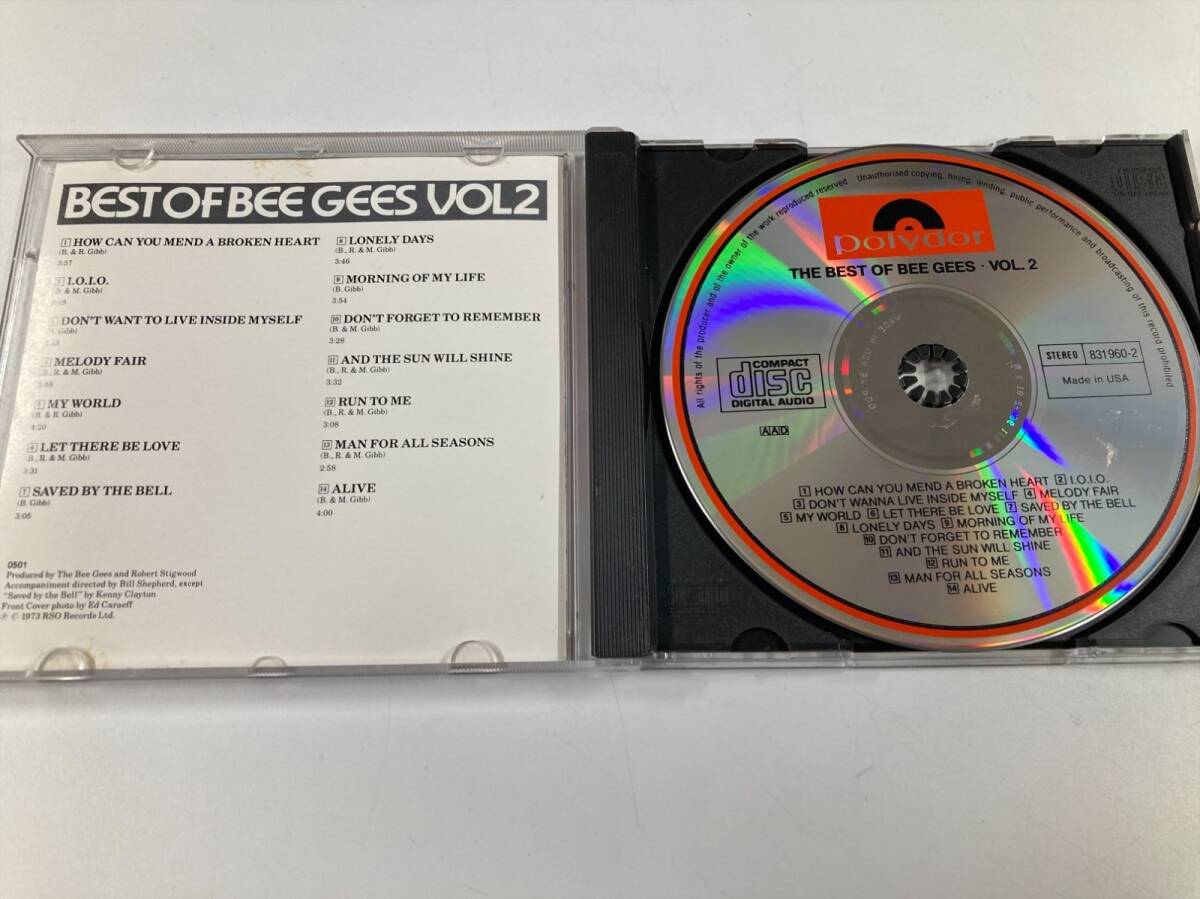 BEST OF BEE GEES VOL 2
1 HOW CAN YOU MEND A BROKEN HEART
(B. & R. Gibb)
3:57
I.O.I.O.
& M. Gibb)
DON'T WANT TO LIVE INSIDE MYSELF
Gibb)
4 MELODY FAIR
(B., R. & M. Gibb)
3:48
MY WORLD
(B. & R. Gibb)
4:20
6 LET THERE BE LOVE
(B., R. & M. Gibb)
3:31
7 SAVED BY THE BELL
(B. Gibb)
3:05
8 LONELY DAYS
(B., R. & M. Gibb)
3:46
9 MORNING OF MY LIFE
(B. Gibb)
3:54
10 DON'T FORGET TO REMEMBER
(B. & M. Gibb)
3:28
11 AND THE SUN WILL SHINE
(B., R. & M. Gibb)
3:32
12 RUN TO ME
(B., R. & M. Gibb)
3:08
13 MAN FOR ALL SEASONS
(B., R. & M. Gibb)
2:58
14 ALIVE
(B. & M. Gibb)
4:00
0501
Produced by The Bee Gees and Robert Stigwood
Accompaniment directed by Bill Shepherd, except
"Saved by the Bell" by Kenny Clayton
Front Cover photo by Ed Caraeff
℗ © 1973 RSO Records Ltd.
All rights of the producer and of the owner of the work reproduced reserved Unauthorised copying, hiring, lending, public performance and broadcasting of this record prohibited
polydor
THE BEST OF BEE GEES · VOL. 2
COMPACT
disc
DIGITAL AUDIO
AAD
STEREO 831 960-2
Made in USA
1 HOW CAN YOU MEND A BROKEN HEART 2 I.O.I.O.
3 DON'T WANNA LIVE INSIDE MYSELF 4 MELODY FAIR
5 MY WORLD 6 LET THERE BE LOVE 7 SAVED BY THE BELL
8 LONELY DAYS 9 MORNING OF MY LIFE
10 DON'T FORGET TO REMEMBER
11 AND THE SUN WILL SHINE
12 RUN TO ME
13 MAN FOR ALL SEASONS
14 ALIVE